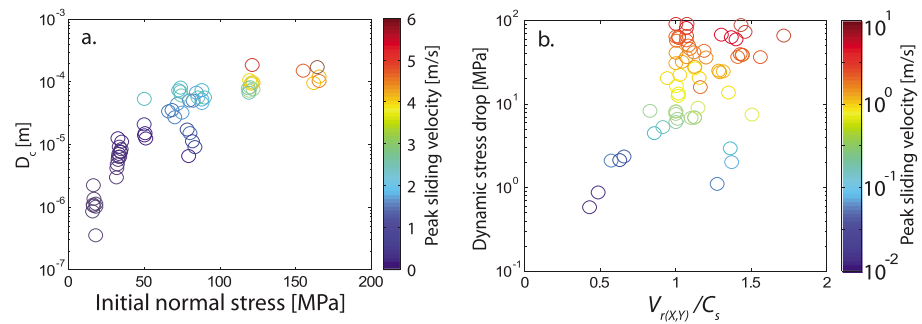 a.
10^-3
10^-4
10^-5
10^-6
10^-7
D_c [m]
0 50 100 150 200
Initial normal stress [MPa]
6
5
4
3
2
1
0
Peak sliding velocity [m/s]
b.
10^2
10^1
10^0
10^-1
Dynamic stress drop [MPa]
0 0.5 1 1.5 2
V_r(X,Y) /C_s
10^1
10^0
10^-1
10^-2
Peak sliding velocity [m/s]